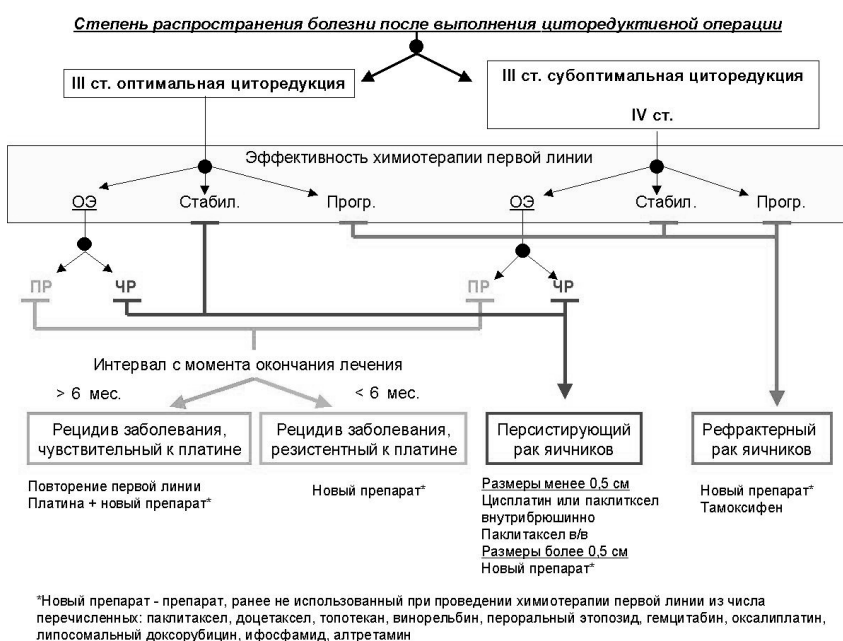 Степень распространения болезни после выполнения циторедуктивной операции
III ст. оптимальная циторедукция
III ст. субоптимальная циторедукция
IV ст.
Эффективность химиотерапии первой линии
ОЭ Стабил. Прогр. ОЭ Стабил. Прогр.
ПР ЧР ПР ЧР
Интервал с момента окончания лечения
> 6 мес. < 6 мес.
Рецидив заболевания,
чувствительный к платине
Рецидив заболевания,
резистентный к платине
Персистирующий
рак яичников
Рефрактерный
рак яичников
Повторение первой линии
Платина + новый препарат*
Новый препарат*
Размеры менее 0,5 см
Цисплатин или паклитксел
внутрибрюшинно
Паклитаксел в/в
Размеры более 0,5 см
Новый препарат*
Новый препарат*
Тамоксифен
*Новый препарат - препарат, ранее не использованный при проведении химиотерапии первой линии из числа
перечисленных: паклитаксел, доцетаксел, топотекан, винорельбин, пероральный этопозид, гемцитабин, оксалиплатин,
липосомальный доксорубицин, ифосфамид, алтретамин